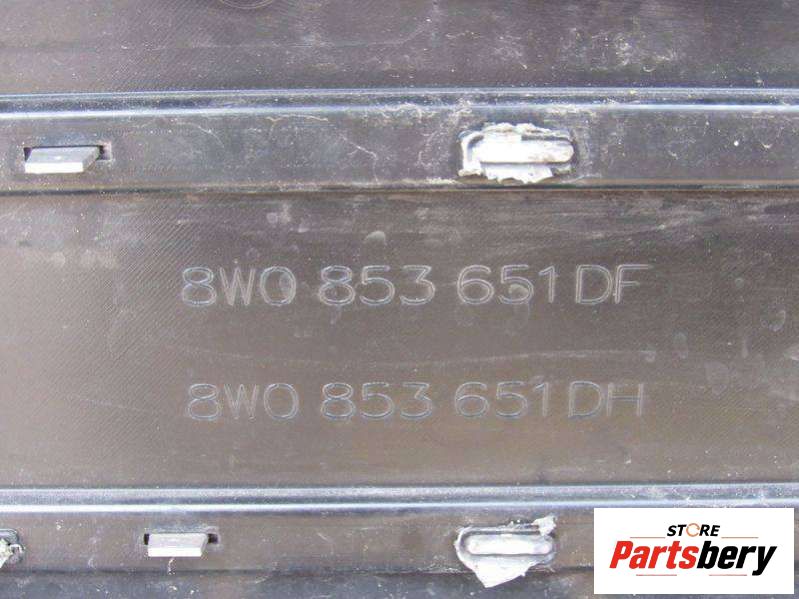 8W0 853 651 DF
8W0 853 651 DH
STORE
Partsbery